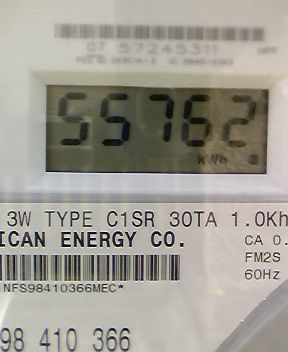 07 57245311
55762
kWh
3W TYPE C1SR 30TA 1.0Kh
ICAN ENERGY CO.
CA 0.
FM2S
60Hz
NFS98410366MEC*
98 410 366